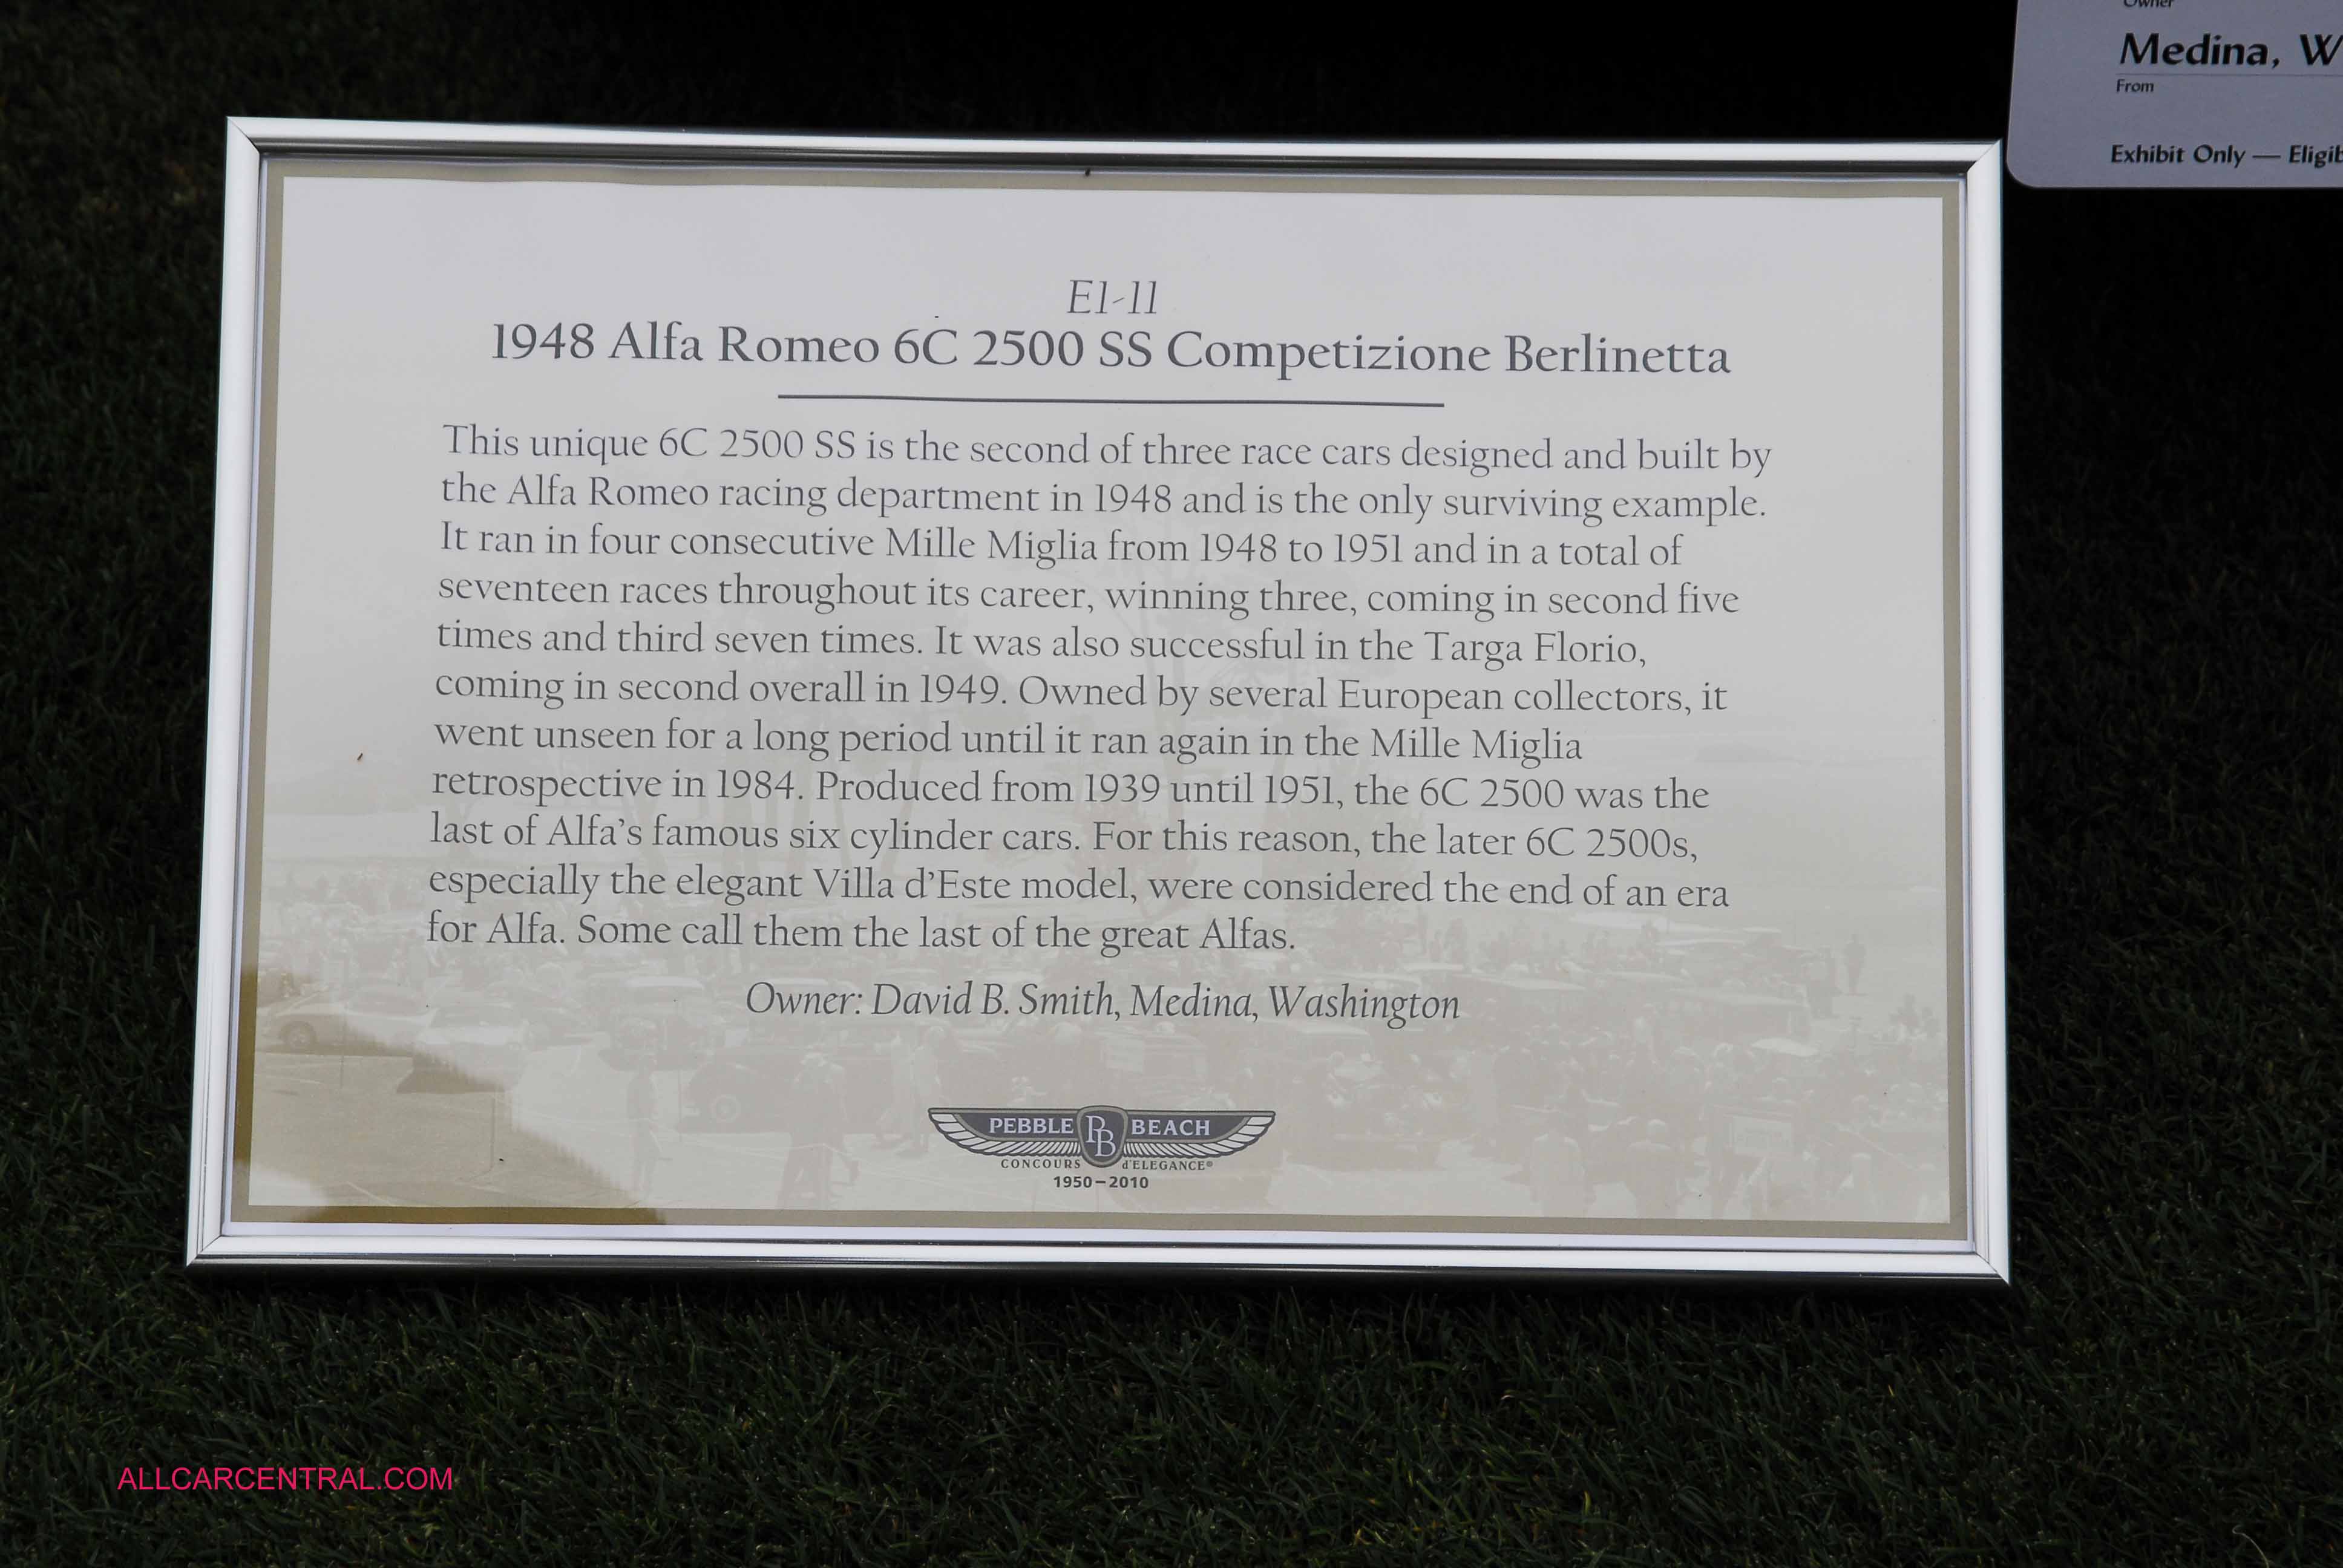 Owner
Medina, W
From
Exhibit Only — Eligib
E1-11
1948 Alfa Romeo 6C 2500 SS Competizione Berlinetta
This unique 6C 2500 SS is the second of three race cars designed and built by
the Alfa Romeo racing department in 1948 and is the only surviving example.
It ran in four consecutive Mille Miglia from 1948 to 1951 and in a total of
seventeen races throughout its career, winning three, coming in second five
times and third seven times. It was also successful in the Targa Florio,
coming in second overall in 1949. Owned by several European collectors, it
went unseen for a long period until it ran again in the Mille Miglia
retrospective in 1984. Produced from 1939 until 1951, the 6C 2500 was the
last of Alfa's famous six cylinder cars. For this reason, the later 6C 2500s,
especially the elegant Villa d'Este model, were considered the end of an era
for Alfa. Some call them the last of the great Alfas.
Owner: David B. Smith, Medina, Washington
PEBBLE PB BEACH
CONCOURS d'ELEGANCE®
1950–2010
ALLCARCENTRAL.COM